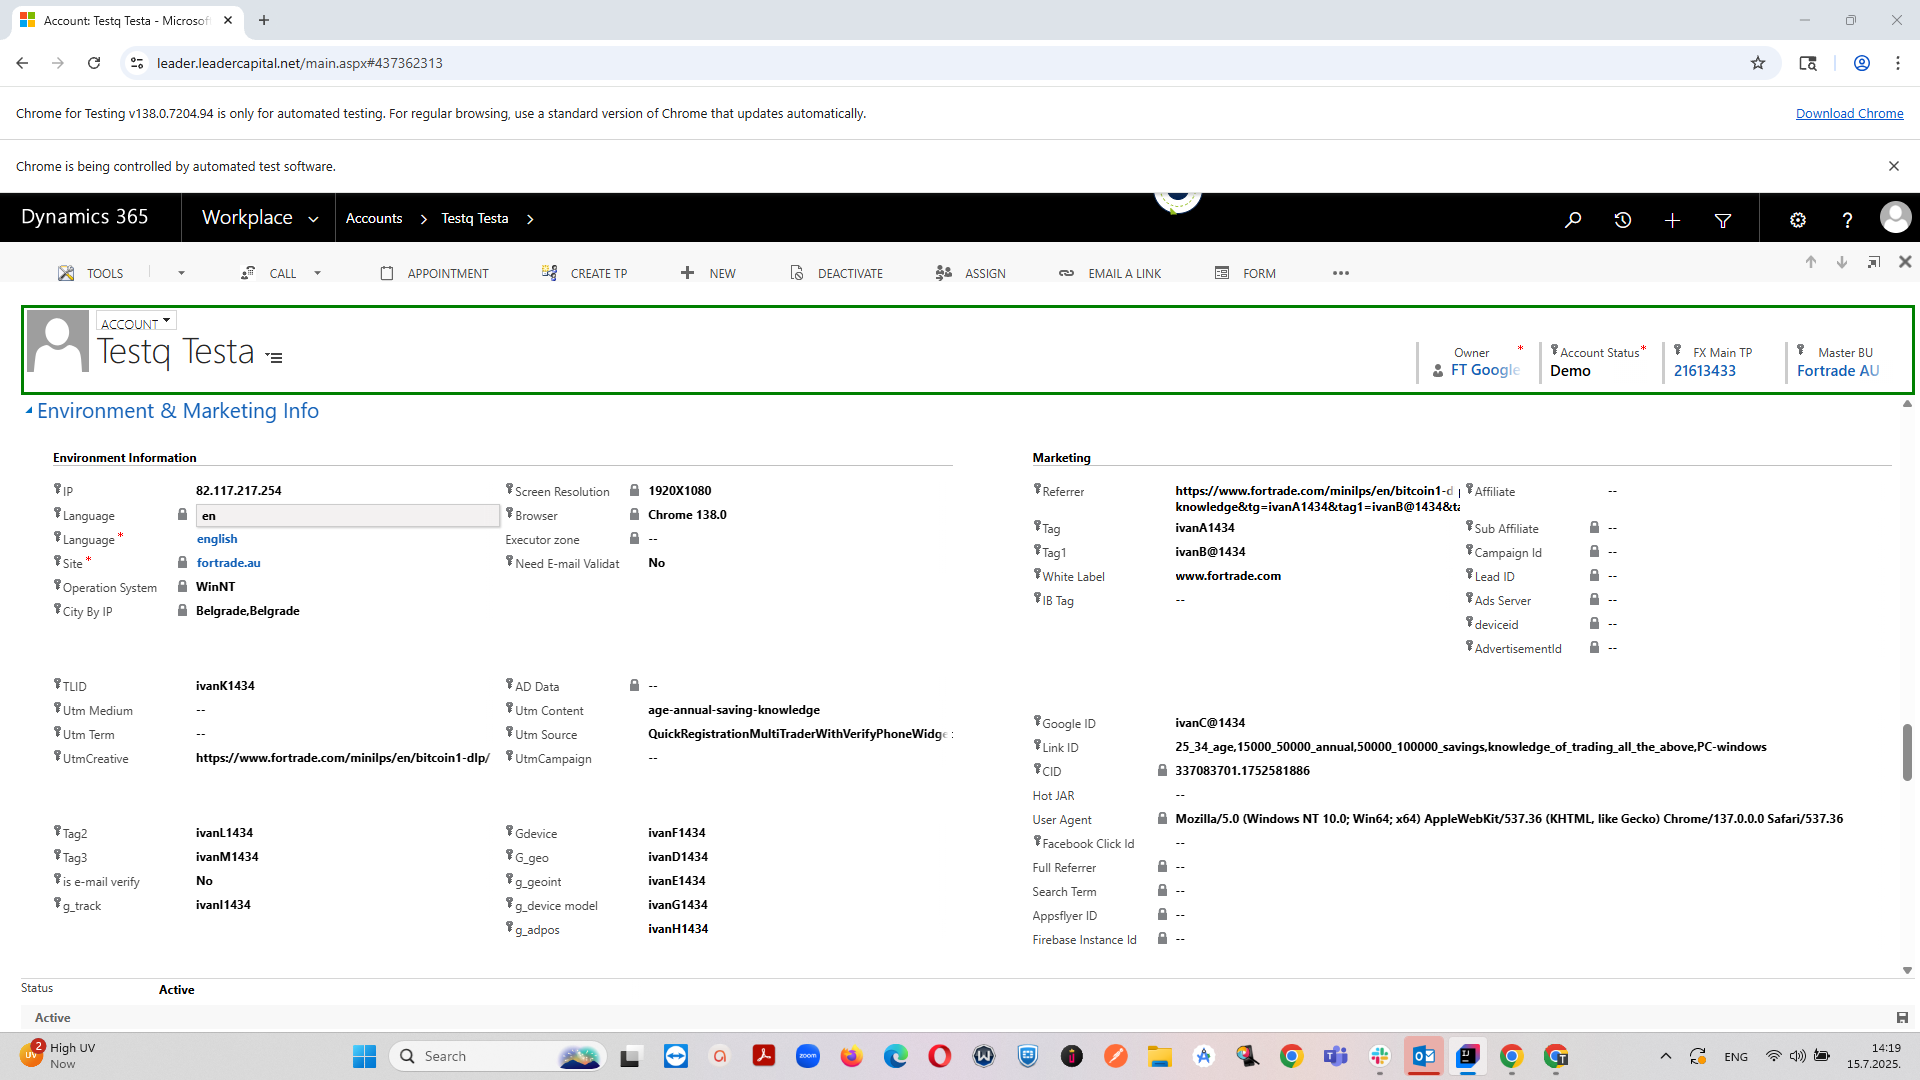 Account: Testq Testa - Microsof
leader.leadercapital.net/main.aspx#437362313
Chrome for Testing v138.0.7204.94 is only for automated testing. For regular browsing, use a standard version of Chrome that updates automatically.
Download Chrome
Chrome is being controlled by automated test software.
Dynamics 365
Workplace
Accounts
Testq Testa
TOOLS
CALL
APPOINTMENT
CREATE TP
NEW
DEACTIVATE
ASSIGN
EMAIL A LINK
FORM
ACCOUNT
Testq Testa
Owner *
FT Google
Account Status *
Demo
FX Main TP
21613433
Master BU
Fortrade AU
Environment & Marketing Info
Environment Information
IP 82.117.217.254
Language en
Language * english
Site * fortrade.au
Operation System WinNT
City By IP Belgrade,Belgrade
Screen Resolution 1920X1080
Browser Chrome 138.0
Executor zone --
Need E-mail Validat No
TLID ivanK1434
Utm Medium --
Utm Term --
UtmCreative https://www.fortrade.com/minilps/en/bitcoin1-dlp/
AD Data --
Utm Content age-annual-saving-knowledge
Utm Source QuickRegistrationMultiTraderWithVerifyPhoneWidge
UtmCampaign --
Tag2 ivanL1434
Tag3 ivanM1434
is e-mail verify No
g_track ivanI1434
Gdevice ivanF1434
G_geo ivanD1434
g_geoint ivanE1434
g_device model ivanG1434
g_adpos ivanH1434
Marketing
Referrer https://www.fortrade.com/minilps/en/bitcoin1-d
knowledge&tg=ivanA1434&tag1=ivanB@1434&ta
Tag ivanA1434
Tag1 ivanB@1434
White Label www.fortrade.com
IB Tag --
Affiliate --
Sub Affiliate --
Campaign Id --
Lead ID --
Ads Server --
deviceid --
AdvertisementId --
Google ID ivanC@1434
Link ID 25_34_age,15000_50000_annual,50000_100000_savings,knowledge_of_trading_all_the_above,PC-windows
CID 337083701.1752581886
Hot JAR --
User Agent Mozilla/5.0 (Windows NT 10.0; Win64; x64) AppleWebKit/537.36 (KHTML, like Gecko) Chrome/137.0.0.0 Safari/537.36
Facebook Click Id --
Full Referrer --
Search Term --
Appsflyer ID --
Firebase Instance Id --
Status Active
Active
2
UV
High UV
Now
Search
zoom
ENG
14:19
15.7.2025.